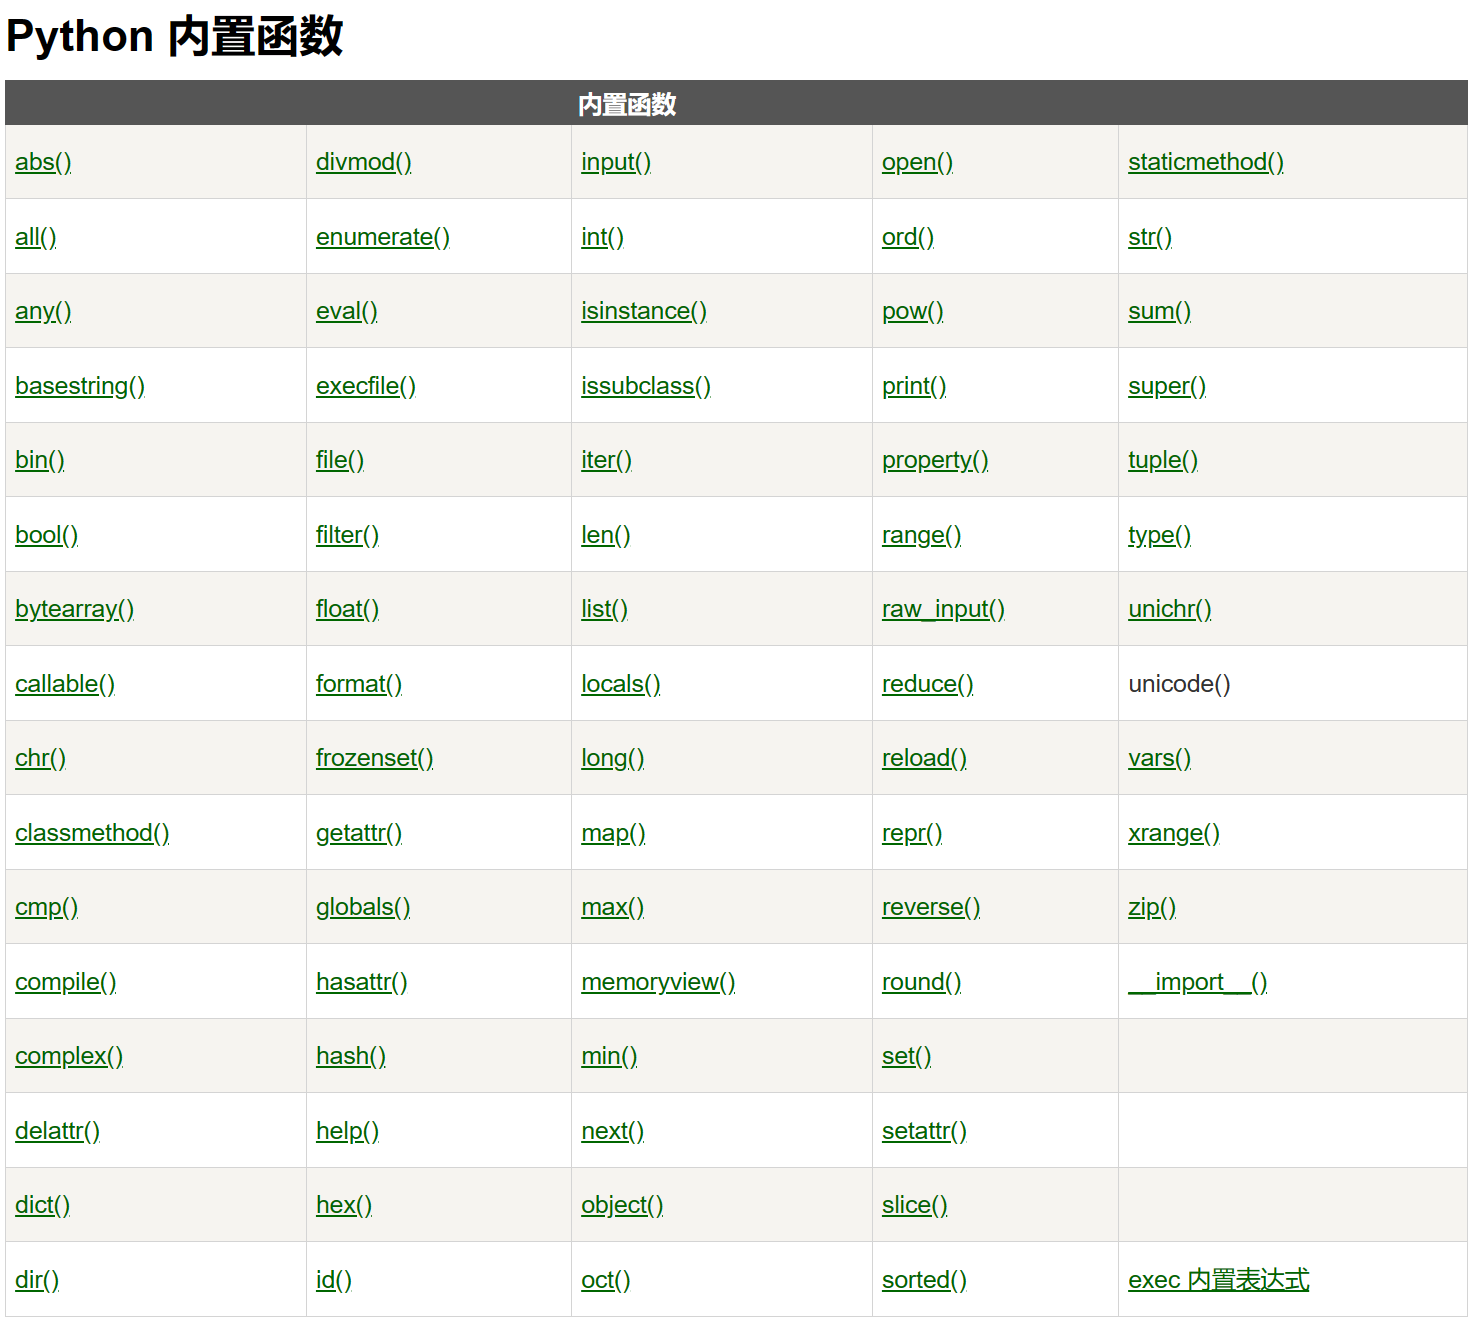 Python 内置函数
内置函数
abs() divmod() input() open() staticmethod()
all() enumerate() int() ord() str()
any() eval() isinstance() pow() sum()
basestring() execfile() issubclass() print() super()
bin() file() iter() property() tuple()
bool() filter() len() range() type()
bytearray() float() list() raw_input() unichr()
callable() format() locals() reduce() unicode()
chr() frozenset() long() reload() vars()
classmethod() getattr() map() repr() xrange()
cmp() globals() max() reverse() zip()
compile() hasattr() memoryview() round() __import__()
complex() hash() min() set()
delattr() help() next() setattr()
dict() hex() object() slice()
dir() id() oct() sorted() exec 内置表达式